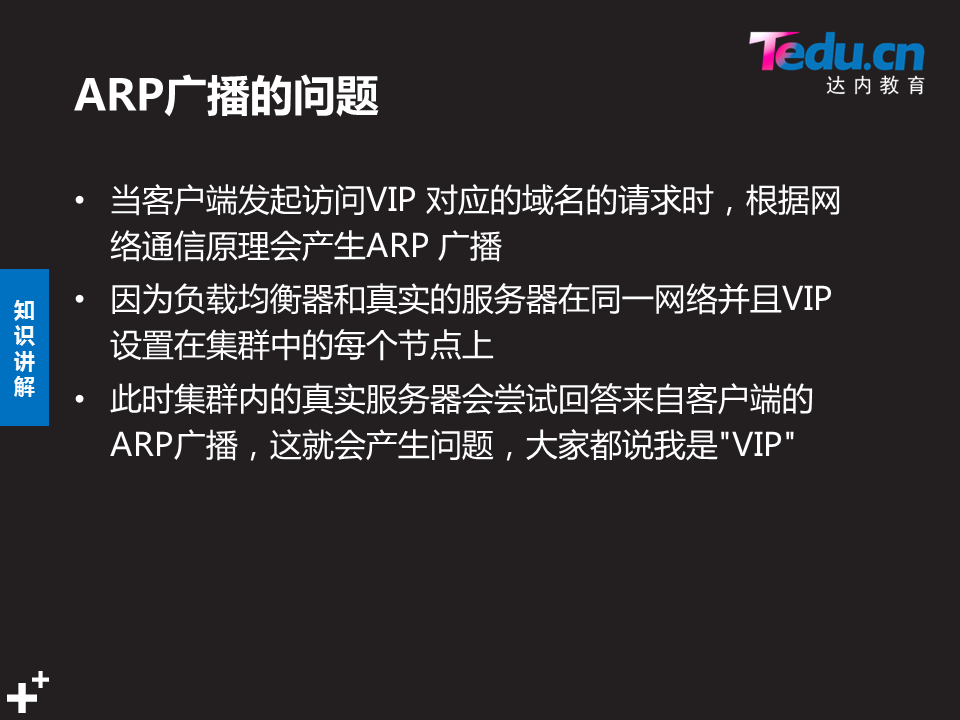 Tedu.cn
达内教育
ARP广播的问题
• 当客户端发起访问VIP 对应的域名的请求时，根据网
络通信原理会产生ARP 广播
• 因为负载均衡器和真实的服务器在同一网络并且VIP
设置在集群中的每个节点上
• 此时集群内的真实服务器会尝试回答来自客户端的
ARP广播，这就会产生问题，大家都说我是"VIP"
知
识
讲
解